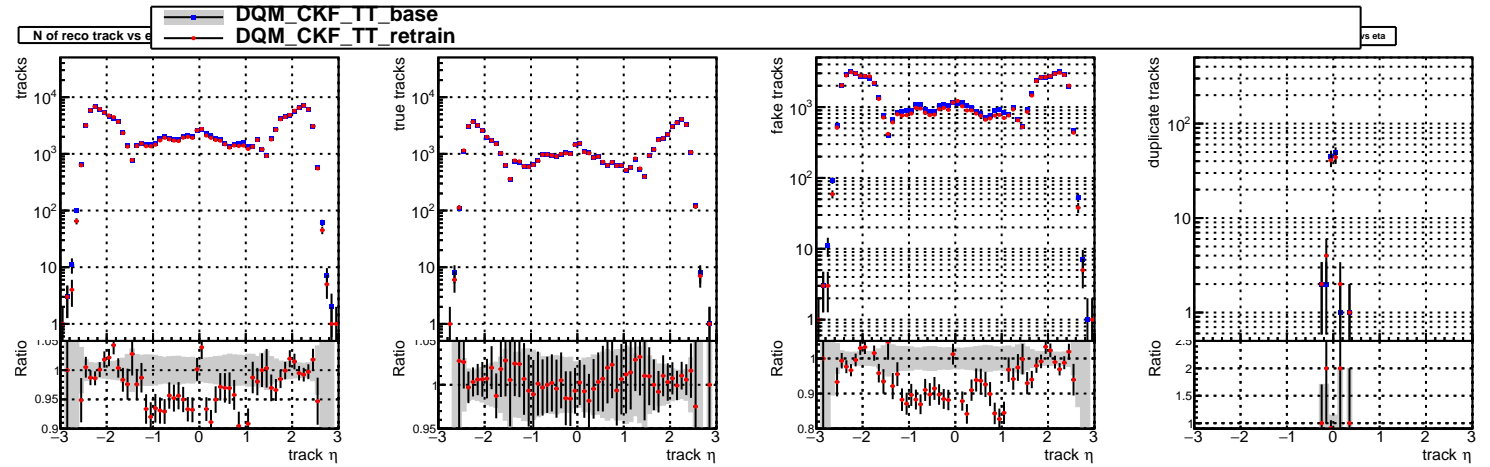 DQM_CKF_TT_base
DQM_CKF_TT_retrain
N of reco track vs e
vs eta
tracks
10⁴
10³
10²
10
1
Ratio
1.05
1
0.95
0.9
−3 −2 −1 0 1 2 3
track η
true tracks
10⁴
10³
10²
10
1
Ratio
1
0.95
−3 −2 −1 0 1 2 3
track η
fake tracks
10³
10²
10
1
Ratio
1
0.9
0.8
−3 −2 −1 0 1 2 3
track η
duplicate tracks
10²
10
1
Ratio
2.5
2
1.5
1
−3 −2 −1 0 1 2 3
track η